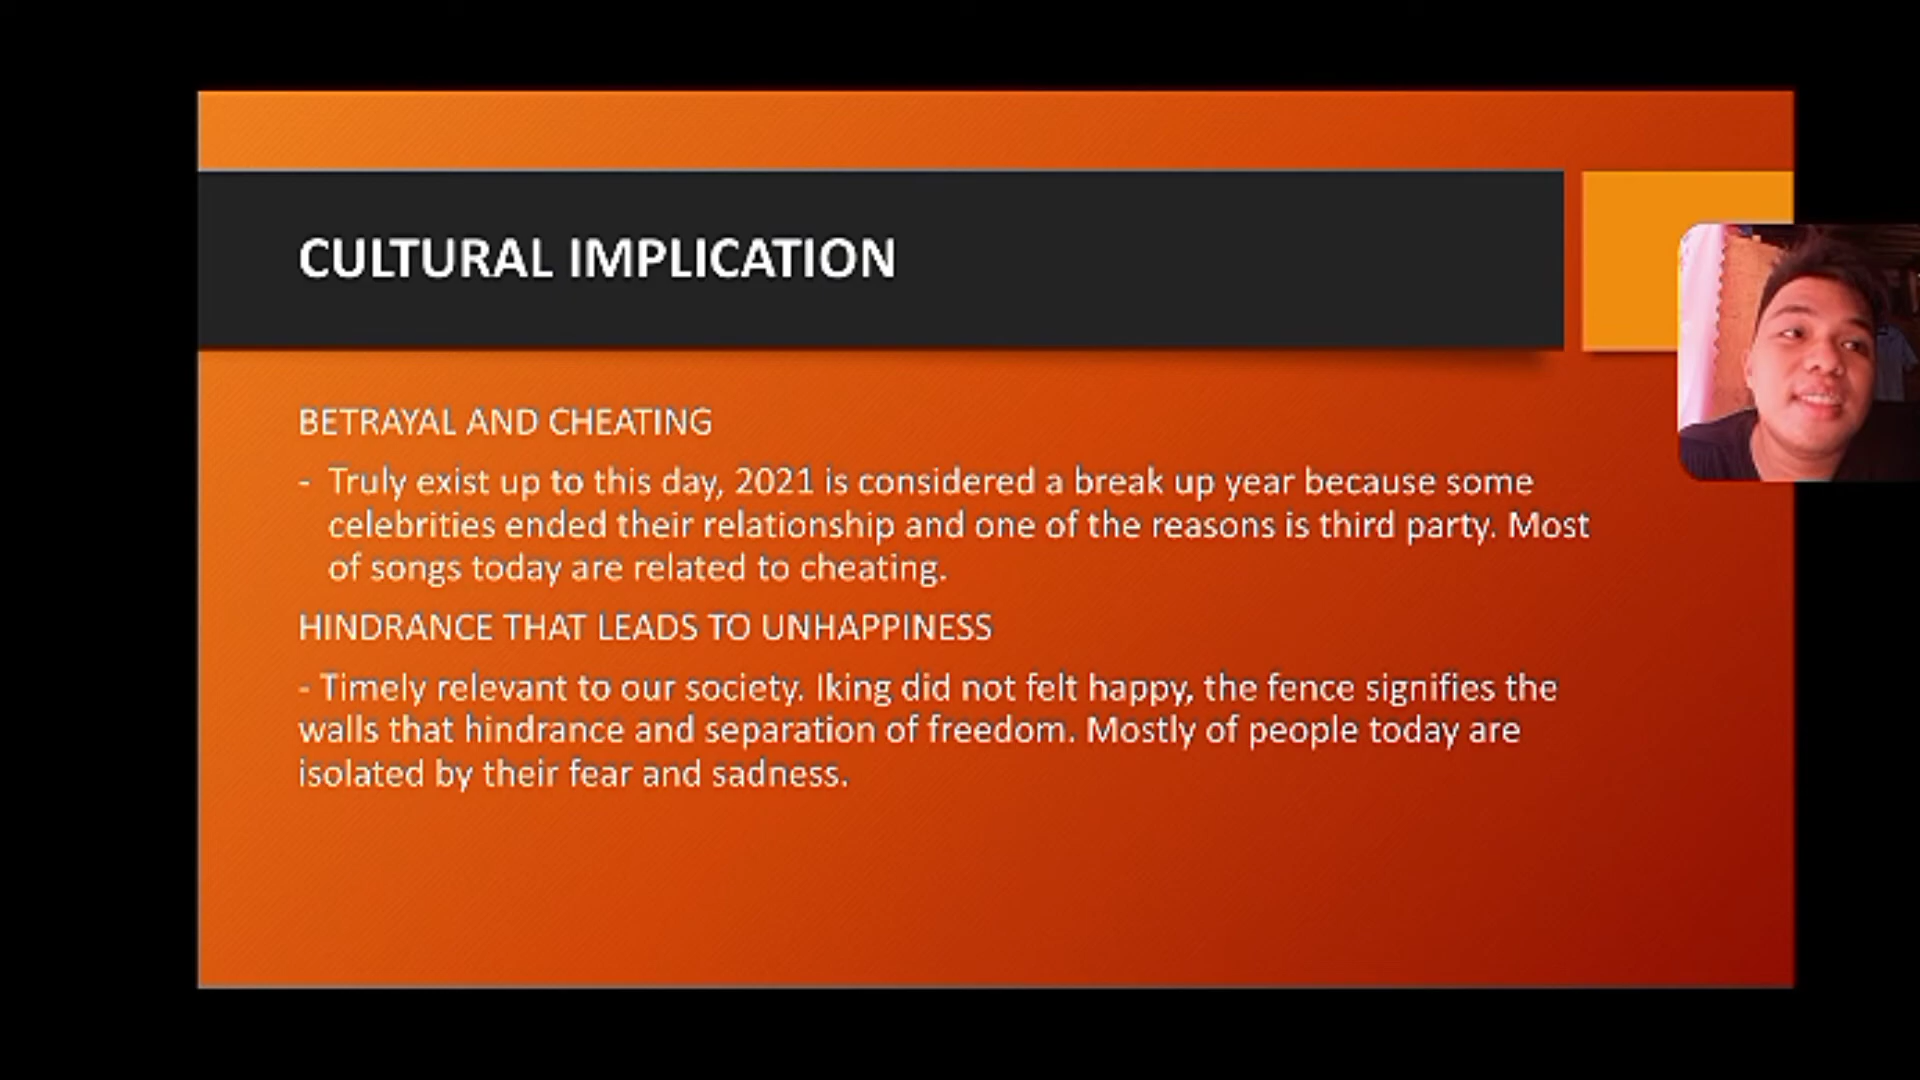 CULTURAL IMPLICATION
BETRAYAL AND CHEATING
- Truly exist up to this day, 2021 is considered a break up year because some
celebrities ended their relationship and one of the reasons is third party. Most
of songs today are related to cheating.
HINDRANCE THAT LEADS TO UNHAPPINESS
- Timely relevant to our society. Iking did not felt happy, the fence signifies the
walls that hindrance and separation of freedom. Mostly of people today are
isolated by their fear and sadness.